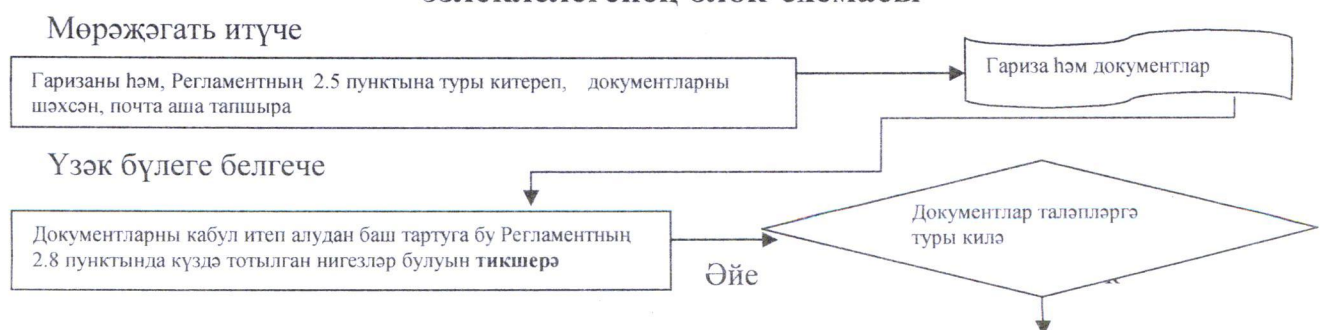 Мөрәҗәгать итүче
Гаризаны һәм, Регламентның 2.5 пунктына туры китереп, документларны
шәхсән, почта аша тапшыра
Гариза һәм документлар
Үзәк бүлеге белгече
Документларны кабул итеп алудан баш тартуга бу Регламентның
2.8 пунктында күздә тотылган нигезләр булуын тикшерә
Әйе
Документлар таләпләргә
туры килә